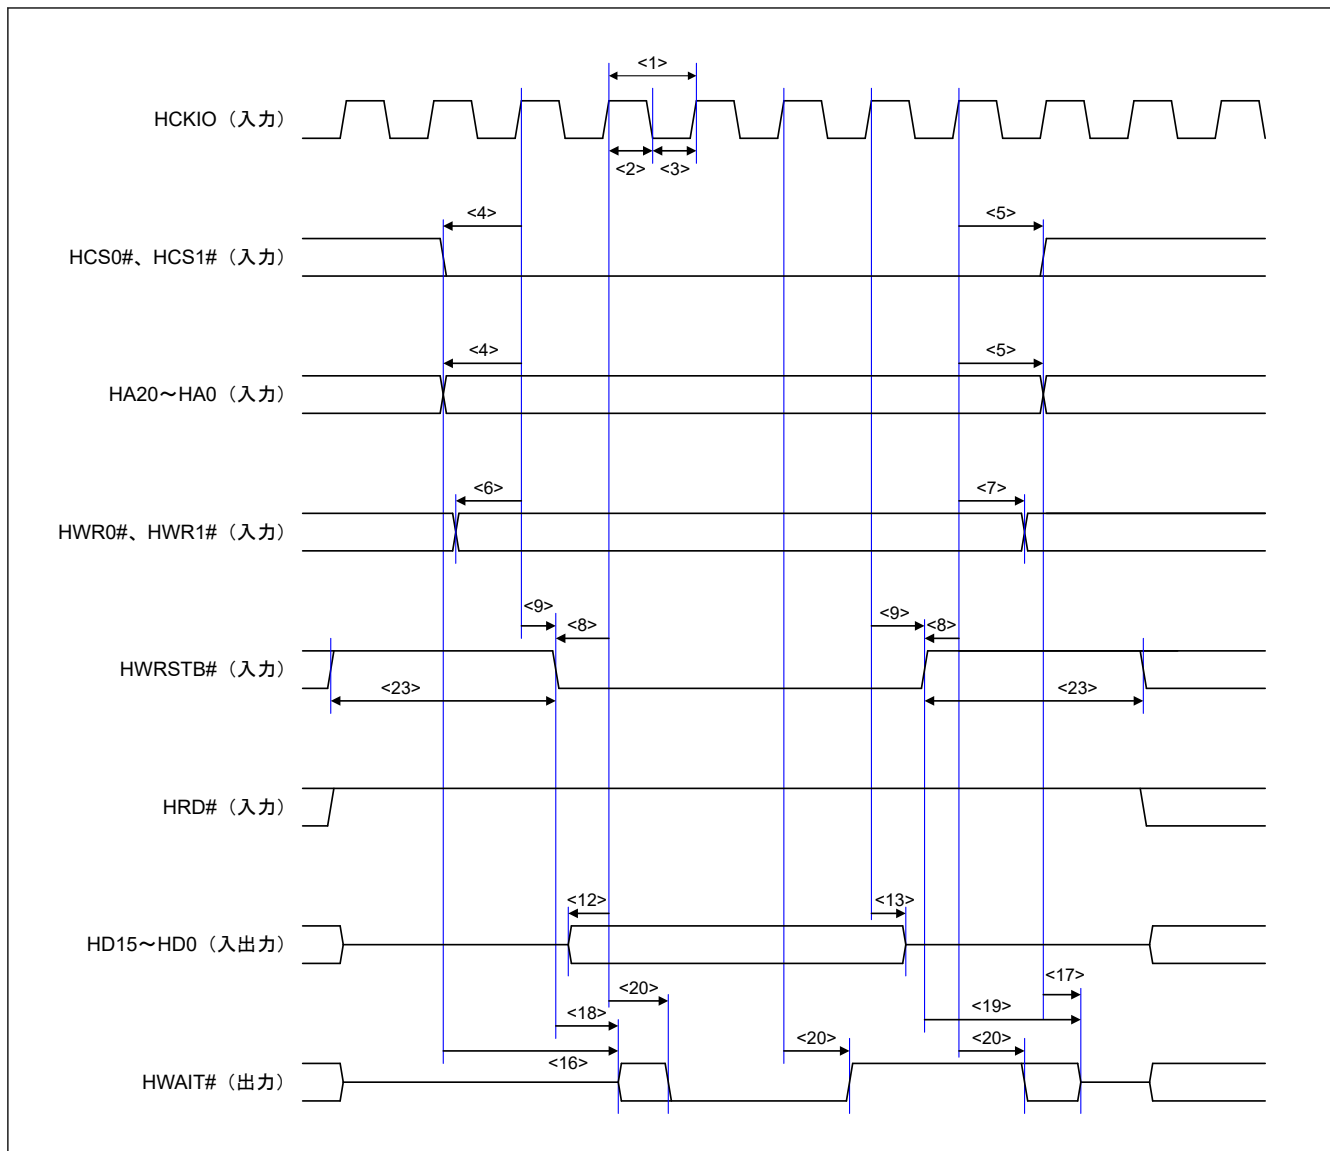 <1>
HCKIO（入力）
<2> <3>
<4> <5>
HCS0#、HCS1#（入力）
<4> <5>
HA20～HA0（入力）
<6> <7>
HWR0#、HWR1#（入力）
<9> <8> <9> <8>
HWRSTB#（入力）
<23> <23>
HRD#（入力）
<12> <13>
HD15～HD0（入出力）
<17>
<20>
<19>
<18>
<20> <20>
<16>
HWAIT#（出力）